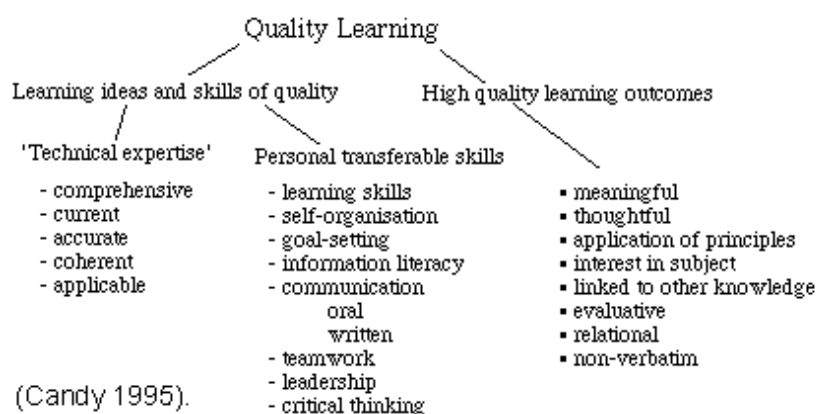 Quality Learning
Learning ideas and skills of quality
High quality learning outcomes
'Technical expertise'
- comprehensive
- current
- accurate
- coherent
- applicable
Personal transferable skills
- learning skills
- self-organisation
- goal-setting
- information literacy
- communication
oral
written
- teamwork
- leadership
- critical thinking
▪ meaningful
▪ thoughtful
▪ application of principles
▪ interest in subject
▪ linked to other knowledge
▪ evaluative
▪ relational
▪ non-verbatim
(Candy 1995).